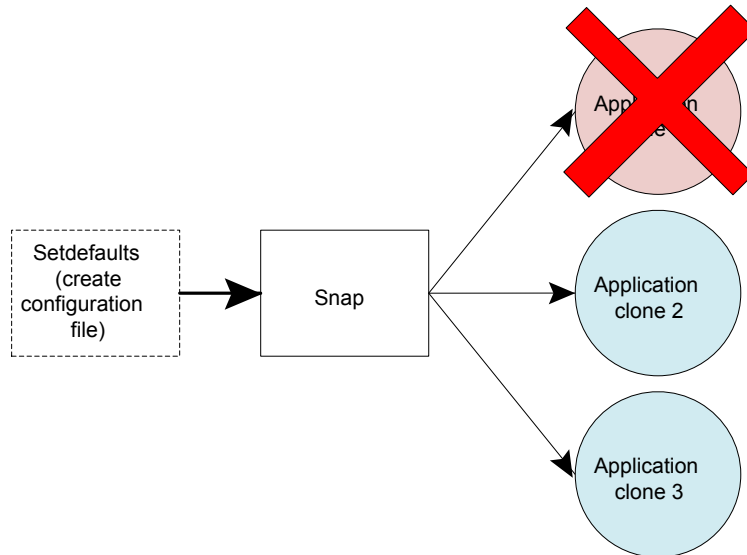 Setdefaults
(create
configuration
file)
Snap
Application
clone 2
Application
clone 3